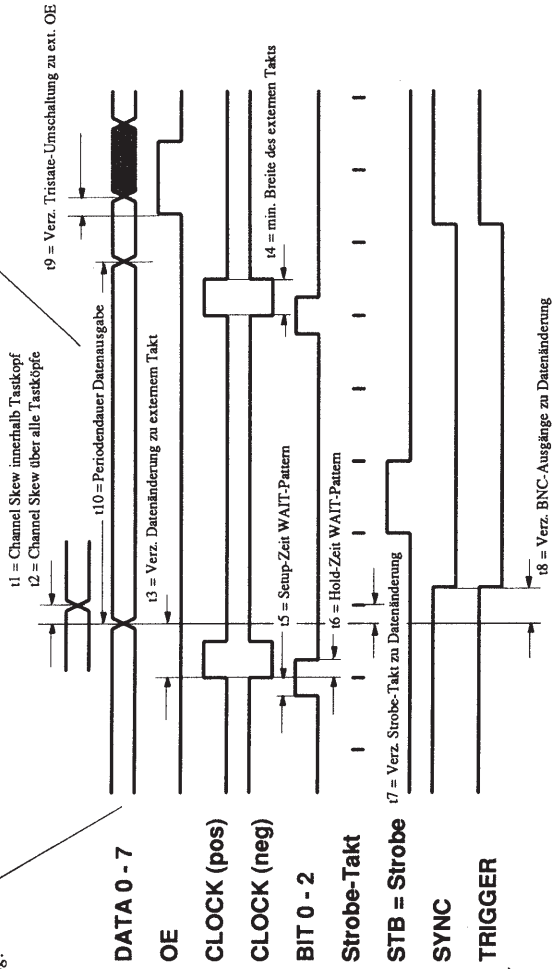 g.
t1 = Channel Skew innerhalb Tastkopf
t2 = Channel Skew über alle Tastköpfe
t9 = Verz. Tristate-Umschaltung zu ext. OE
t10 = Periodendauer Datenausgabe
DATA 0 - 7
t3 = Verz. Datenänderung zu externem Takt
OE
CLOCK (pos)
CLOCK (neg)
t4 = min. Breite des externen Takts
t5 = Setup-Zeit WAIT-Pattern
BIT 0 - 2
t6 = Hold-Zeit WAIT-Pattern
Strobe-Takt
t7 = Verz. Strobe-Takt zu Datenänderung
STB = Strobe
SYNC
TRIGGER
t8 = Verz. BNC-Ausgänge zu Datenänderung